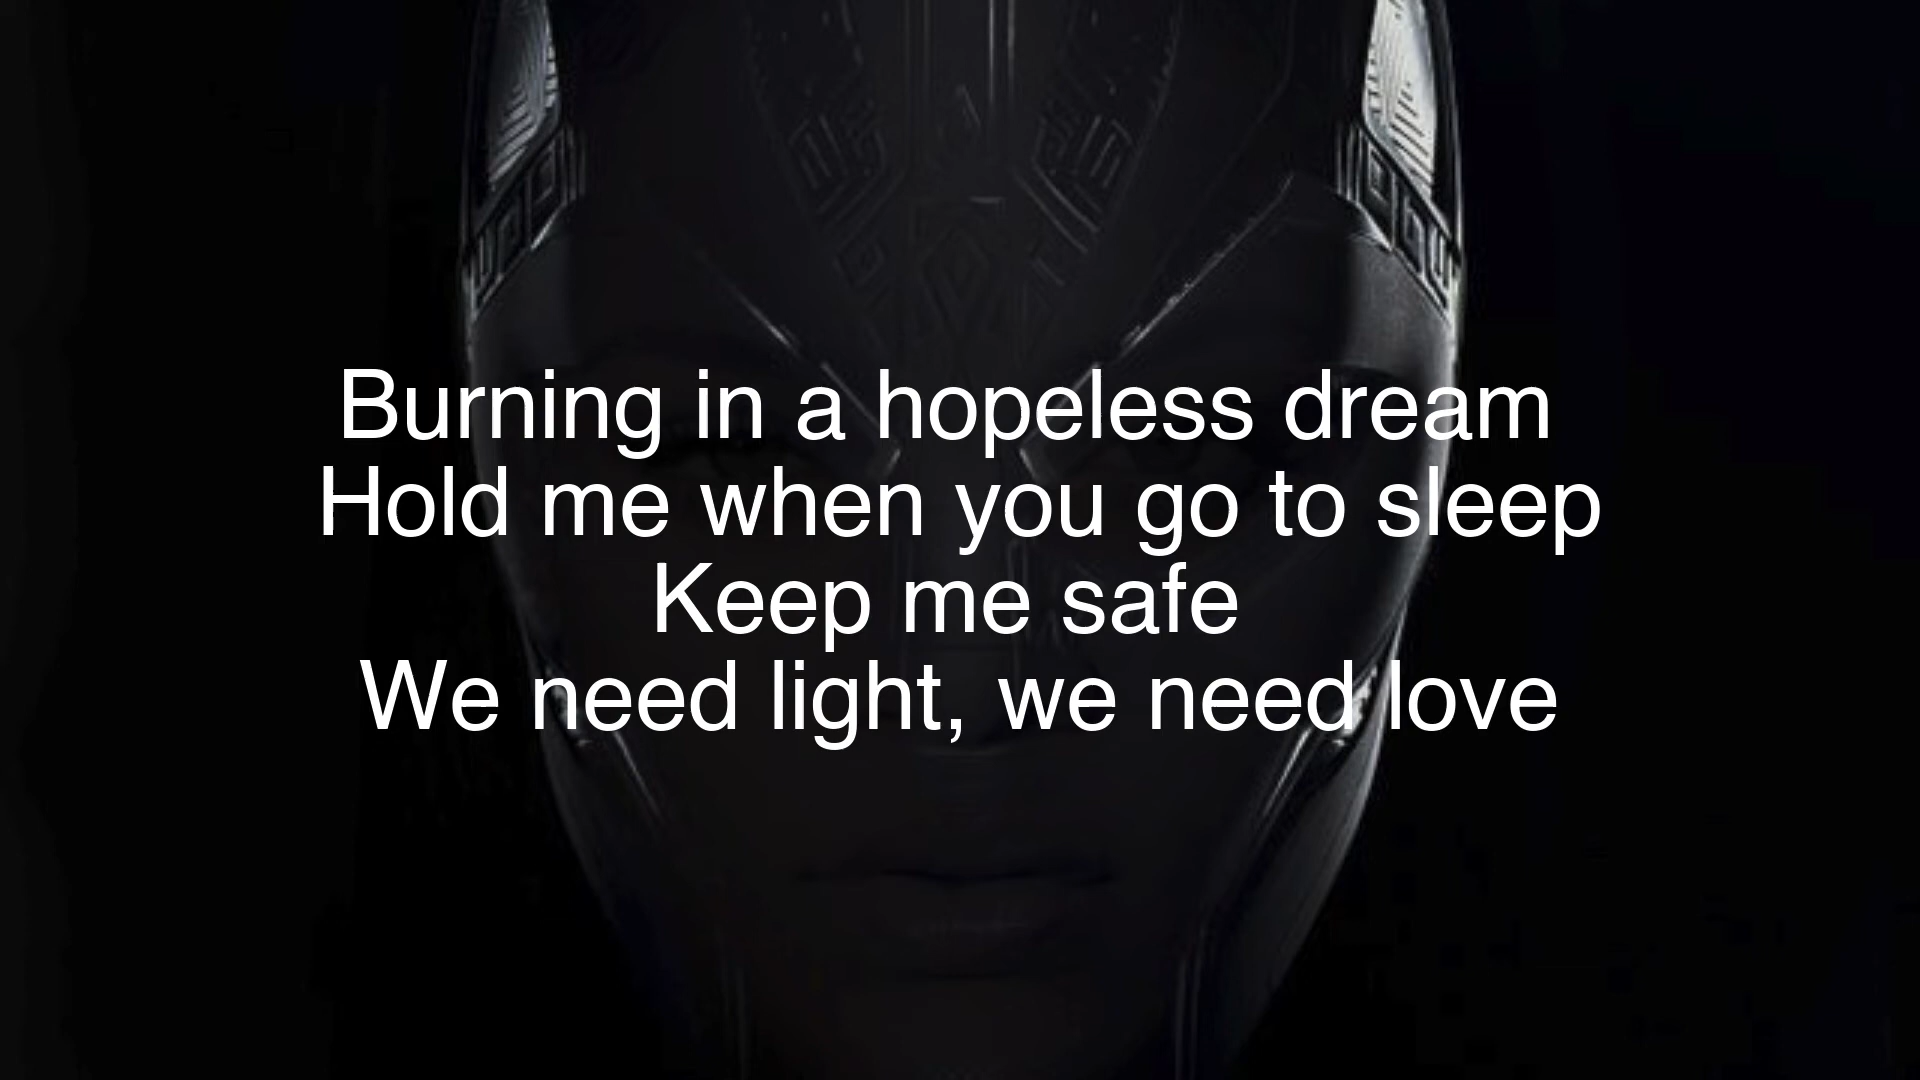 Burning in a hopeless dream
Hold me when you go to sleep
Keep me safe
We need light, we need love